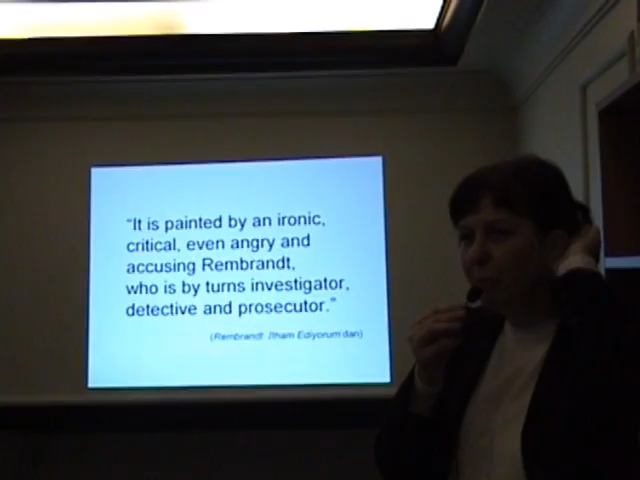 “It is painted by an ironic,
critical, even angry and
accusing Rembrandt,
who is by turns investigator,
detective and prosecutor.”
(Rembrandt' İtham Ediyorum'dan)